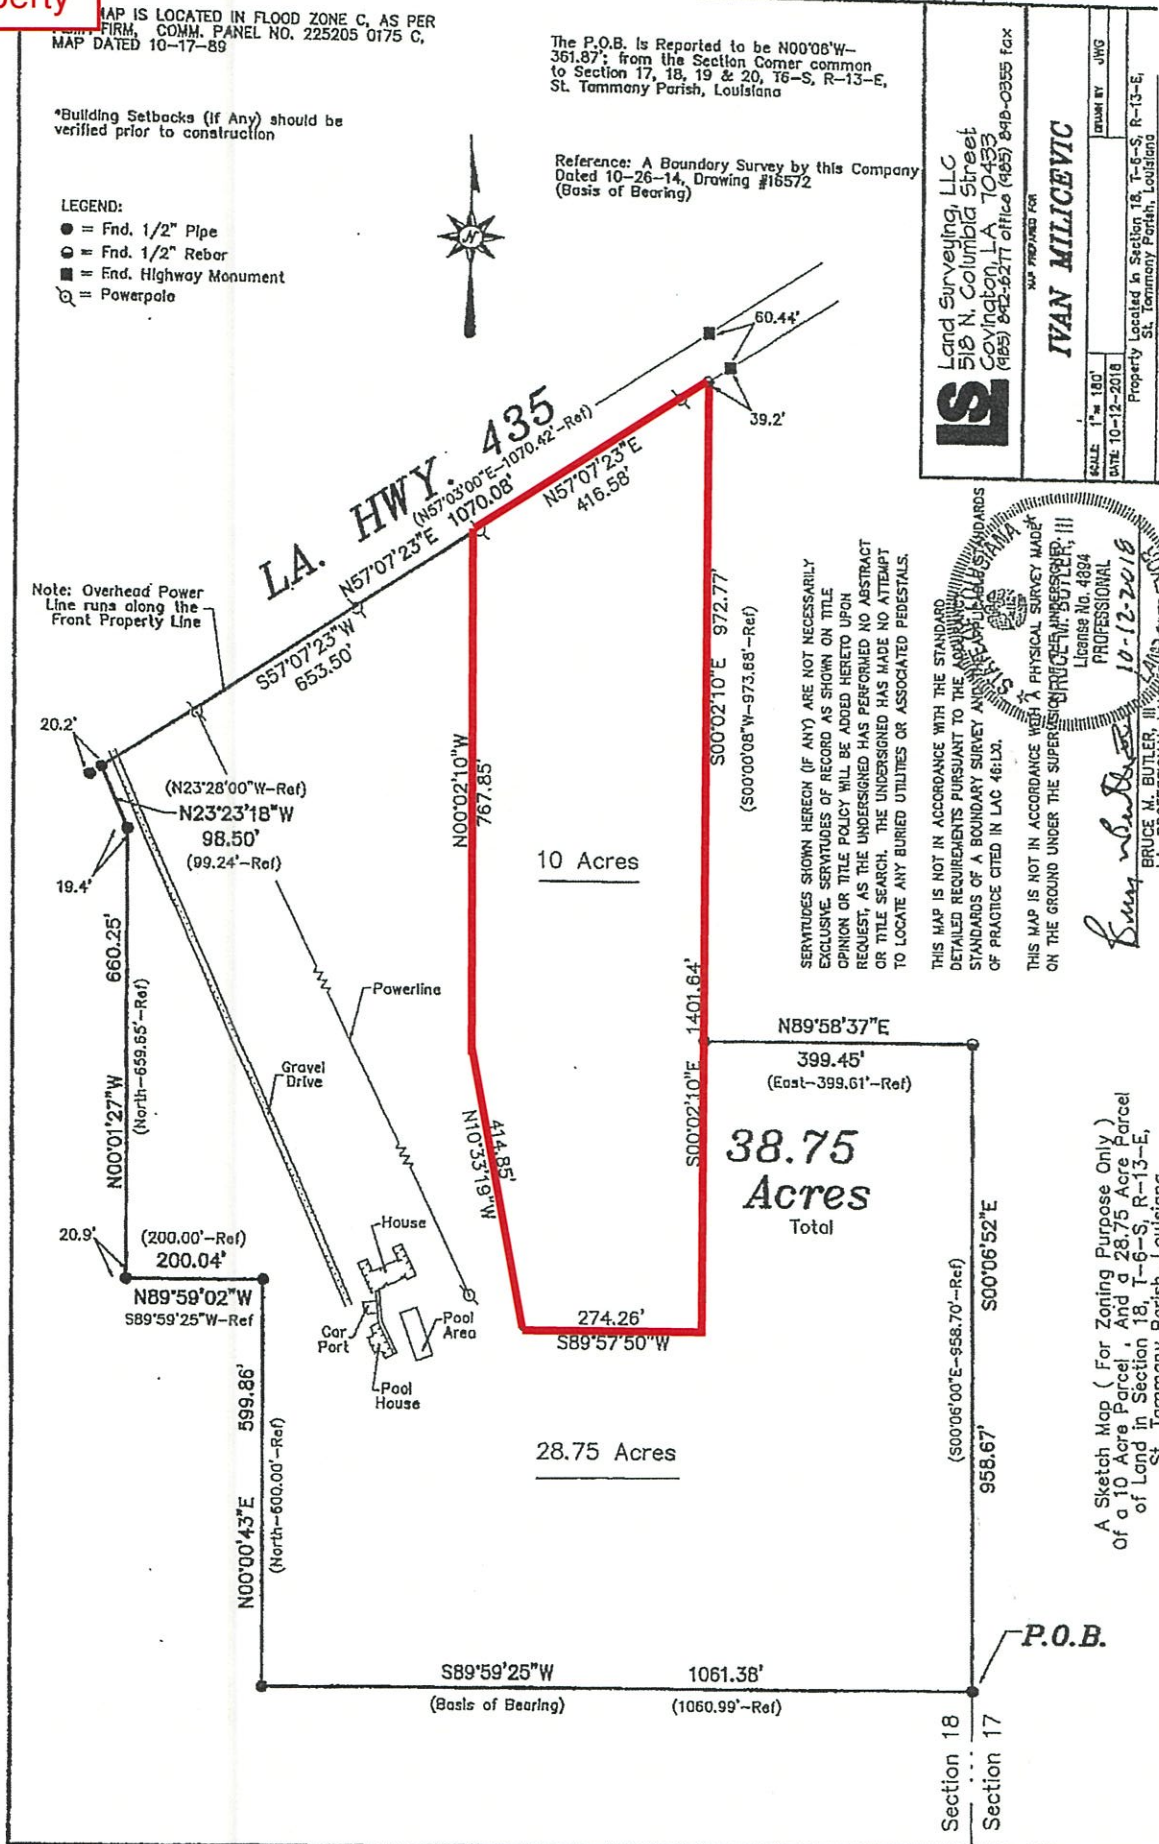 perty
MAP IS LOCATED IN FLOOD ZONE C, AS PER
FIRM, COMM. PANEL NO. 225205 0175 C,
MAP DATED 10-17-89
*Building Setbacks (If Any) should be
verified prior to construction
The P.O.B. Is Reported to be N00°06'W-
361.87'; from the Section Corner common
to Section 17, 18, 19 & 20, T6-S, R-13-E,
St. Tammany Parish, Louisiana
Reference: A Boundary Survey by this Company
Dated 10-26-14, Drawing #16572
(Basis of Bearing)
LEGEND:
= Fnd. 1/2" Pipe
= Fnd. 1/2" Rebar
= Fnd. Highway Monument
= Powerpole
N
LS
Land Surveying, LLC
518 N. Columbia Street
Covington, LA 70433
(985) 892-6277 office (985) 898-0355 fax
MAP PREPARED FOR
IVAN MILICEVIC
SCALE: 1"= 180'
DRAWN BY JWG
DATE: 10-12-2018
Property Located in Section 18, T-6-S, R-13-E,
St. Tammany Parish, Louisiana
60.44'
39.2'
LA. HWY. 435
(N57°03'00"E-1070.42'-Ref)
N57°07'23"E 1070.08'
N57°07'23"E
416.58'
Note: Overhead Power
Line runs along the
Front Property Line
S57°07'23"W
653.50'
20.2'
(N23°28'00"W-Ref)
N23°23'18"W
98.50'
(99.24'-Ref)
19.4'
N00°02'10"W
767.85'
S00°02'10"E 972.77'
(S00°00'08"W-973.68'-Ref)
10 Acres
SERVITUDES SHOWN HEREON (IF ANY) ARE NOT NECESSARILY
EXCLUSIVE. SERVITUDES OF RECORD AS SHOWN ON TITLE
OPINION OR TITLE POLICY WILL BE ADDED HERETO UPON
REQUEST, AS THE UNDERSIGNED HAS PERFORMED NO ABSTRACT
OR TITLE SEARCH. THE UNDERSIGNED HAS MADE NO ATTEMPT
TO LOCATE ANY BURIED UTILITIES OR ASSOCIATED PEDESTALS.
THIS MAP IS NOT IN ACCORDANCE WITH THE STANDARD
DETAILED REQUIREMENTS PURSUANT TO THE
STANDARDS OF A BOUNDARY SURVEY AND STANDARDS
OF PRACTICE CITED IN LAC 46:LXI.
THIS MAP IS NOT IN ACCORDANCE WITH A PHYSICAL SURVEY MADE
ON THE GROUND UNDER THE SUPERVISION OF THE UNDERSIGNED.
BRUCE M. BUTLER, III
License No. 4894
PROFESSIONAL
10-12-2018
BRUCE M. BUTLER, III
N00°01'27"W 660.25'
(North-659.65'-Ref)
Powerline
Gravel
Drive
N10°33'19"W
414.85'
S00°02'10"E 1401.64'
N89°58'37"E
399.45'
(East-399.61'-Ref)
38.75
Acres
Total
20.9'
(200.00'-Ref)
200.04'
N89°59'02"W
S89°59'25"W-Ref
House
Car
Port
Pool
Area
Pool
House
274.26'
S89°57'50"W
N00°00'43"E 599.86'
(North-600.00'-Ref)
28.75 Acres
(S00°06'00"E-958.70'-Ref)
958.67' S00°06'52"E
A Sketch Map ( For Zoning Purpose Only )
Of a 10 Acre Parcel , And a 28.75 Acre Parcel
of Land in Section 18, T-6-S, R-13-E,
St. Tammany Parish, Louisiana
P.O.B.
S89°59'25"W 1061.38'
(Basis of Bearing) (1060.99'-Ref)
Section 18
Section 17